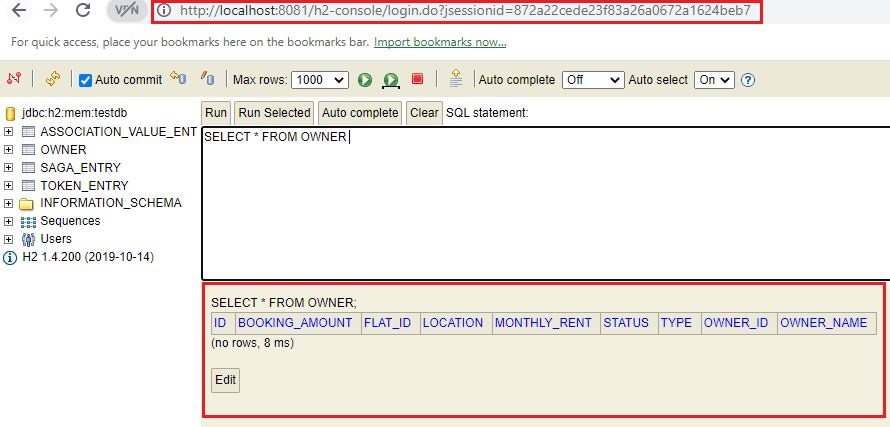 VPN http://localhost:8081/h2-console/login.do?jsessionid=872a22cede23f83a26a0672a1624beb7
For quick access, place your bookmarks here on the bookmarks bar. Import bookmarks now...
Auto commit Max rows: 1000 Auto complete Off Auto select On ?
jdbc:h2:mem:testdb
ASSOCIATION_VALUE_ENT
OWNER
SAGA_ENTRY
TOKEN_ENTRY
INFORMATION_SCHEMA
Sequences
Users
H2 1.4.200 (2019-10-14)
Run Run Selected Auto complete Clear SQL statement:
SELECT * FROM OWNER
SELECT * FROM OWNER;
ID BOOKING_AMOUNT FLAT_ID LOCATION MONTHLY_RENT STATUS TYPE OWNER_ID OWNER_NAME
(no rows, 8 ms)
Edit